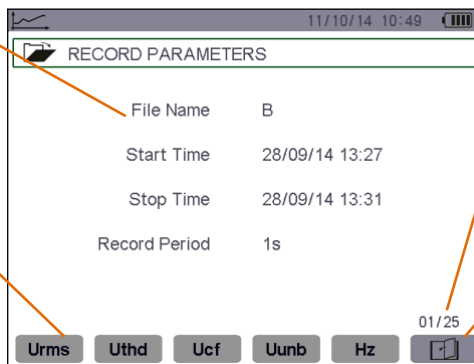 11/10/14 10:49
RECORD PARAMETERS
File Name B
Start Time 28/09/14 13:27
Stop Time 28/09/14 13:31
Record Period 1s
01/25
Urms Uthd Ucf Uunb Hz